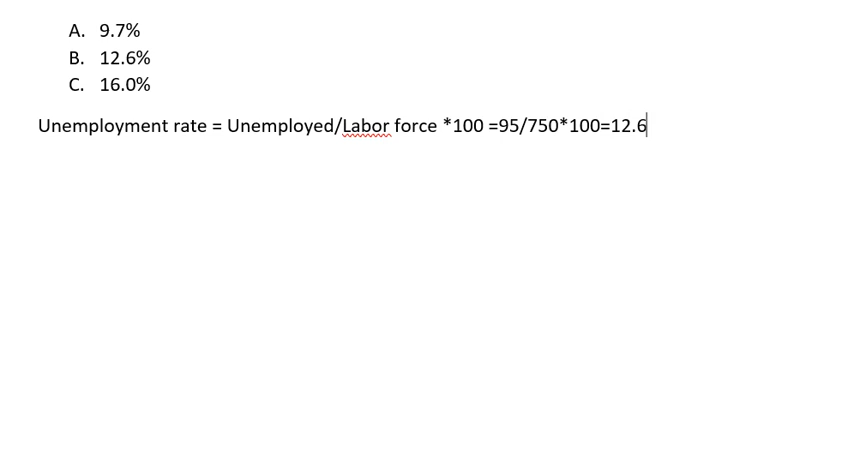 A. 9.7%
B. 12.6%
C. 16.0%
Unemployment rate = Unemployed/Labor force *100 =95/750*100=12.6